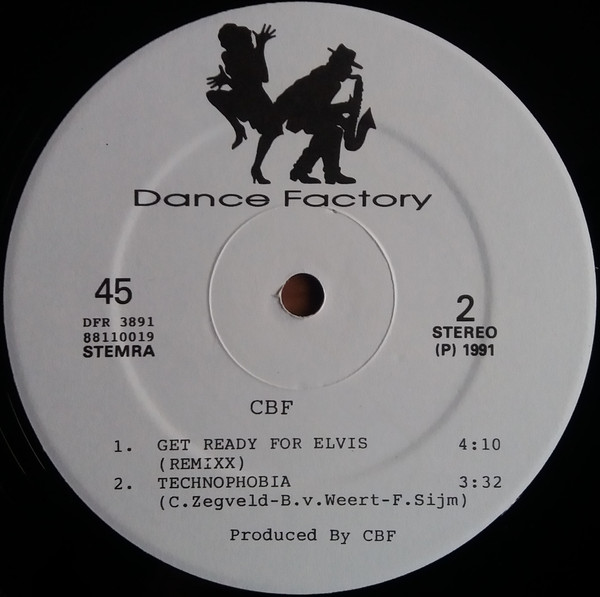 Dance Factory
45
DFR 3891
88110019
STEMRA
2
STEREO
(P) 1991
CBF
1. GET READY FOR ELVIS 4:10
(REMIXX)
2. TECHNOPHOBIA 3:32
(C.Zegveld-B.v.Weert-F.Sijm)
Produced By CBF